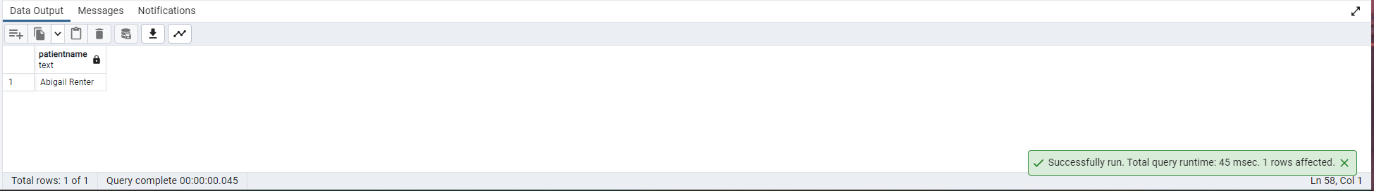 Data Output Messages Notifications
patientname
text
1 Abigail Renter
Successfully run. Total query runtime: 45 msec. 1 rows affected.
Total rows: 1 of 1 Query complete 00:00:00.045 Ln 58, Col 1